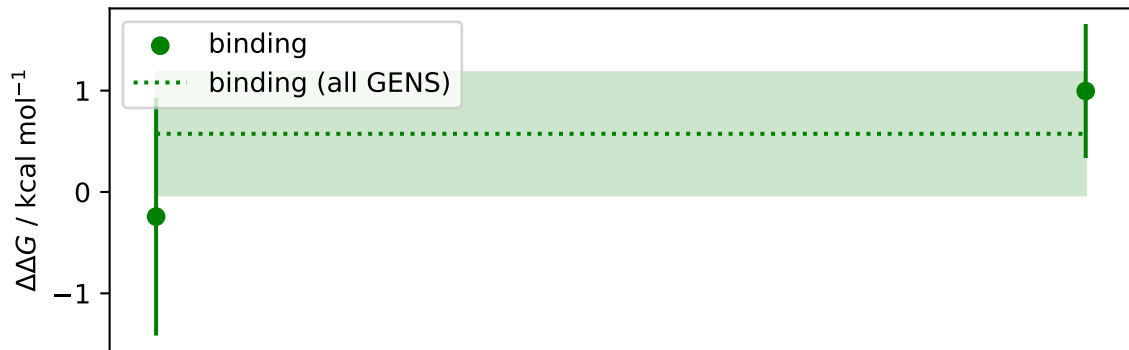 binding
binding (all GENS)
ΔΔG / kcal mol⁻¹
1
0
−1